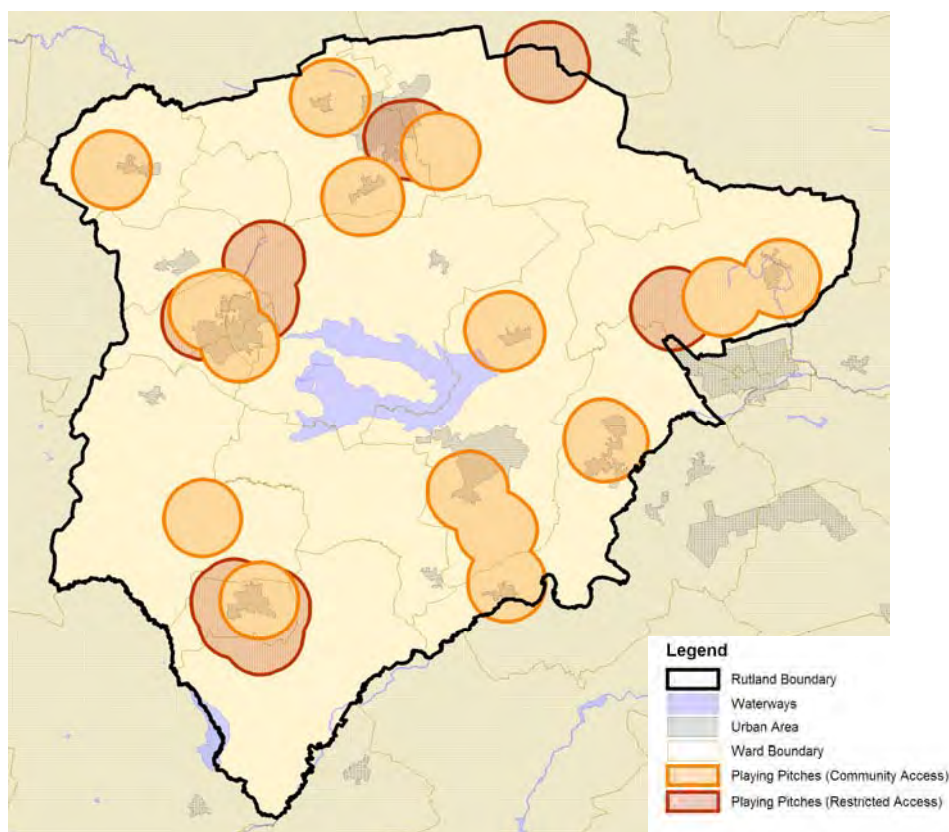 Legend
Rutland Boundary
Waterways
Urban Area
Ward Boundary
Playing Pitches (Community Access)
Playing Pitches (Restricted Access)